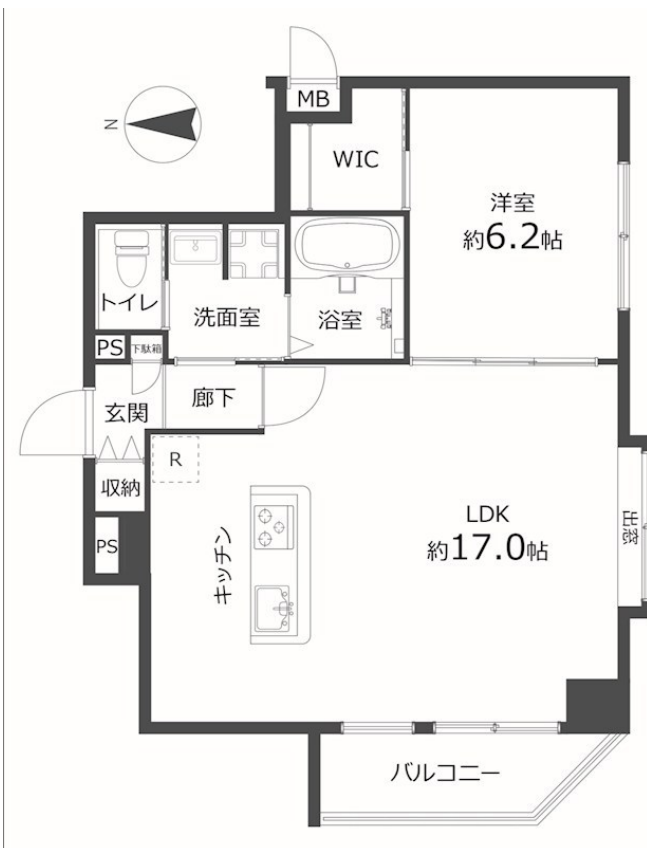 MB
N
WIC
洋室
約6.2帖
トイレ
洗面室
浴室
PS
下駄箱
玄関
廊下
収納
R
PS
キッチン
LDK
約17.0帖
出窓
バルコニー